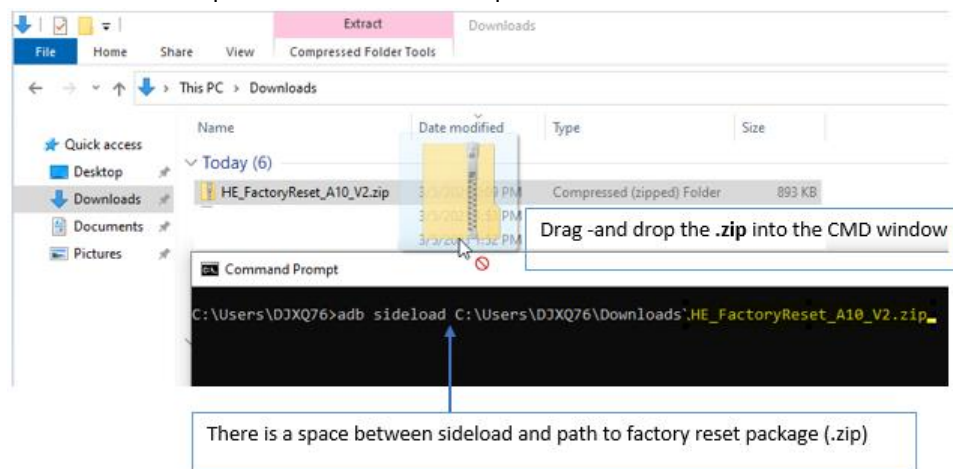 Extract Downloads
File Home Share View Compressed Folder Tools
This PC > Downloads
Name Date modified Type Size
Quick access
Today (6)
Desktop
HE_FactoryReset_A10_V2.zip PM Compressed (zipped) Folder 893 KB
Downloads
PM
Documents
Drag -and drop the .zip into the CMD window
PM
Pictures
Command Prompt
C:\Users\DJXQ76>adb sideload C:\Users\DJXQ76\Downloads\HE_FactoryReset_A10_V2.zip
There is a space between sideload and path to factory reset package (.zip)